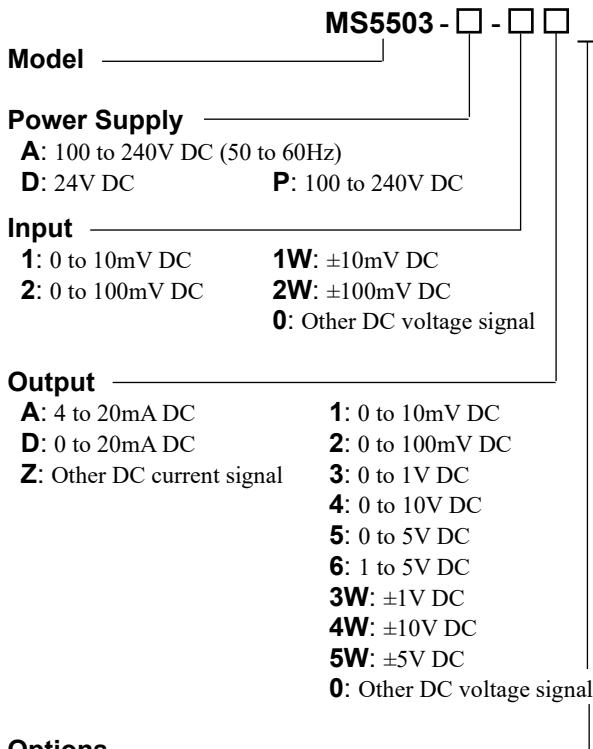 MS5503 - □ - □ □
Model
Power Supply
A: 100 to 240V DC (50 to 60Hz)
D: 24V DC P: 100 to 240V DC
Input
1: 0 to 10mV DC 1W: ±10mV DC
2: 0 to 100mV DC 2W: ±100mV DC
0: Other DC voltage signal
Output
A: 4 to 20mA DC 1: 0 to 10mV DC
D: 0 to 20mA DC 2: 0 to 100mV DC
Z: Other DC current signal 3: 0 to 1V DC
4: 0 to 10V DC
5: 0 to 5V DC
6: 1 to 5V DC
3W: ±1V DC
4W: ±10V DC
5W: ±5V DC
0: Other DC voltage signal
Options